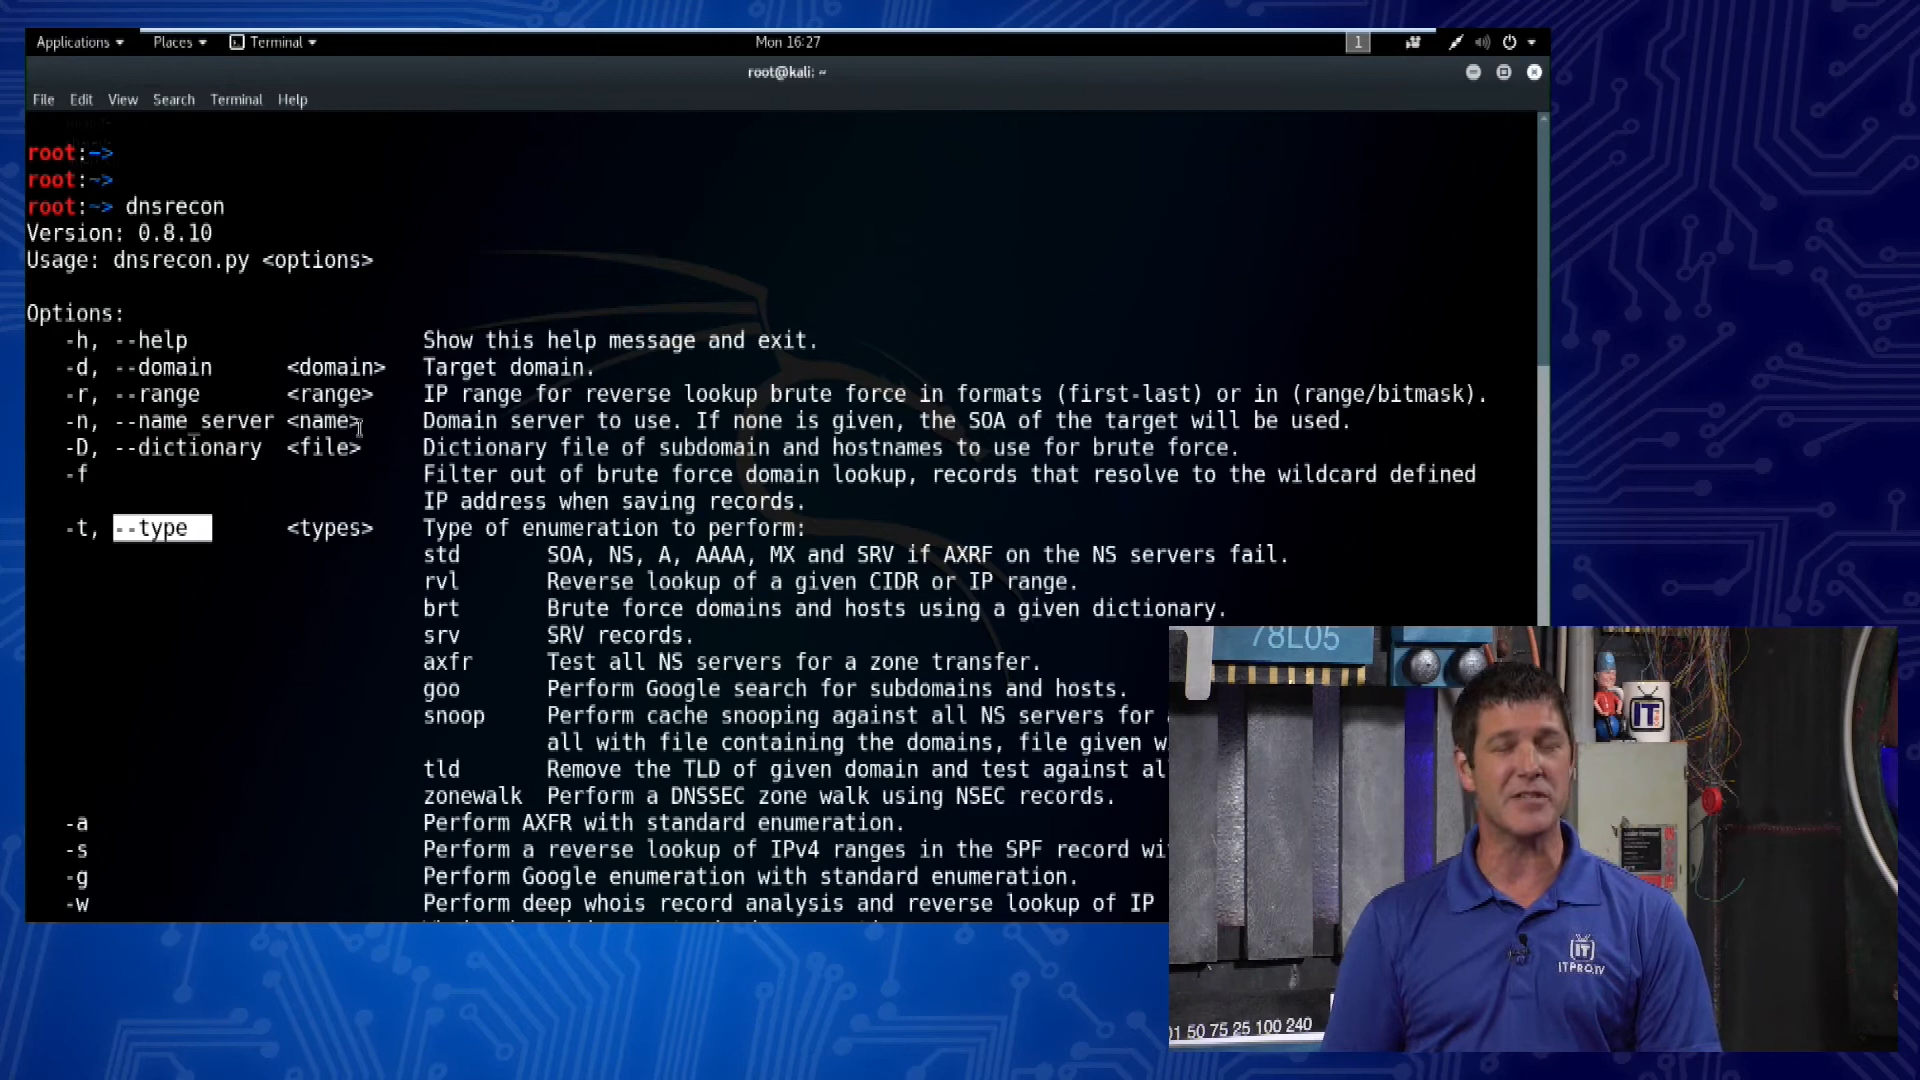 Applications Places Terminal Mon 16:27 1
root@kali: ~
File Edit View Search Terminal Help
root:~>
root:~>
root:~> dnsrecon
Version: 0.8.10
Usage: dnsrecon.py <options>
Options:
-h, --help Show this help message and exit.
-d, --domain <domain> Target domain.
-r, --range <range> IP range for reverse lookup brute force in formats (first-last) or in (range/bitmask).
-n, --name_server <name> Domain server to use. If none is given, the SOA of the target will be used.
-D, --dictionary <file> Dictionary file of subdomain and hostnames to use for brute force.
-f Filter out of brute force domain lookup, records that resolve to the wildcard defined
IP address when saving records.
-t, --type <types> Type of enumeration to perform:
std SOA, NS, A, AAAA, MX and SRV if AXRF on the NS servers fail.
rvl Reverse lookup of a given CIDR or IP range.
brt Brute force domains and hosts using a given dictionary.
srv SRV records.
axfr Test all NS servers for a zone transfer.
goo Perform Google search for subdomains and hosts.
snoop Perform cache snooping against all NS servers for
all with file containing the domains, file given
tld Remove the TLD of given domain and test against
zonewalk Perform a DNSSEC zone walk using NSEC records.
-a Perform AXFR with standard enumeration.
-s Perform a reverse lookup of IPv4 ranges in the SPF record
-g Perform Google enumeration with standard enumeration.
-w Perform deep whois record analysis and reverse lookup of IP
78L05
IT
IT
ITPRO.TV
01 50 75 25 100 240